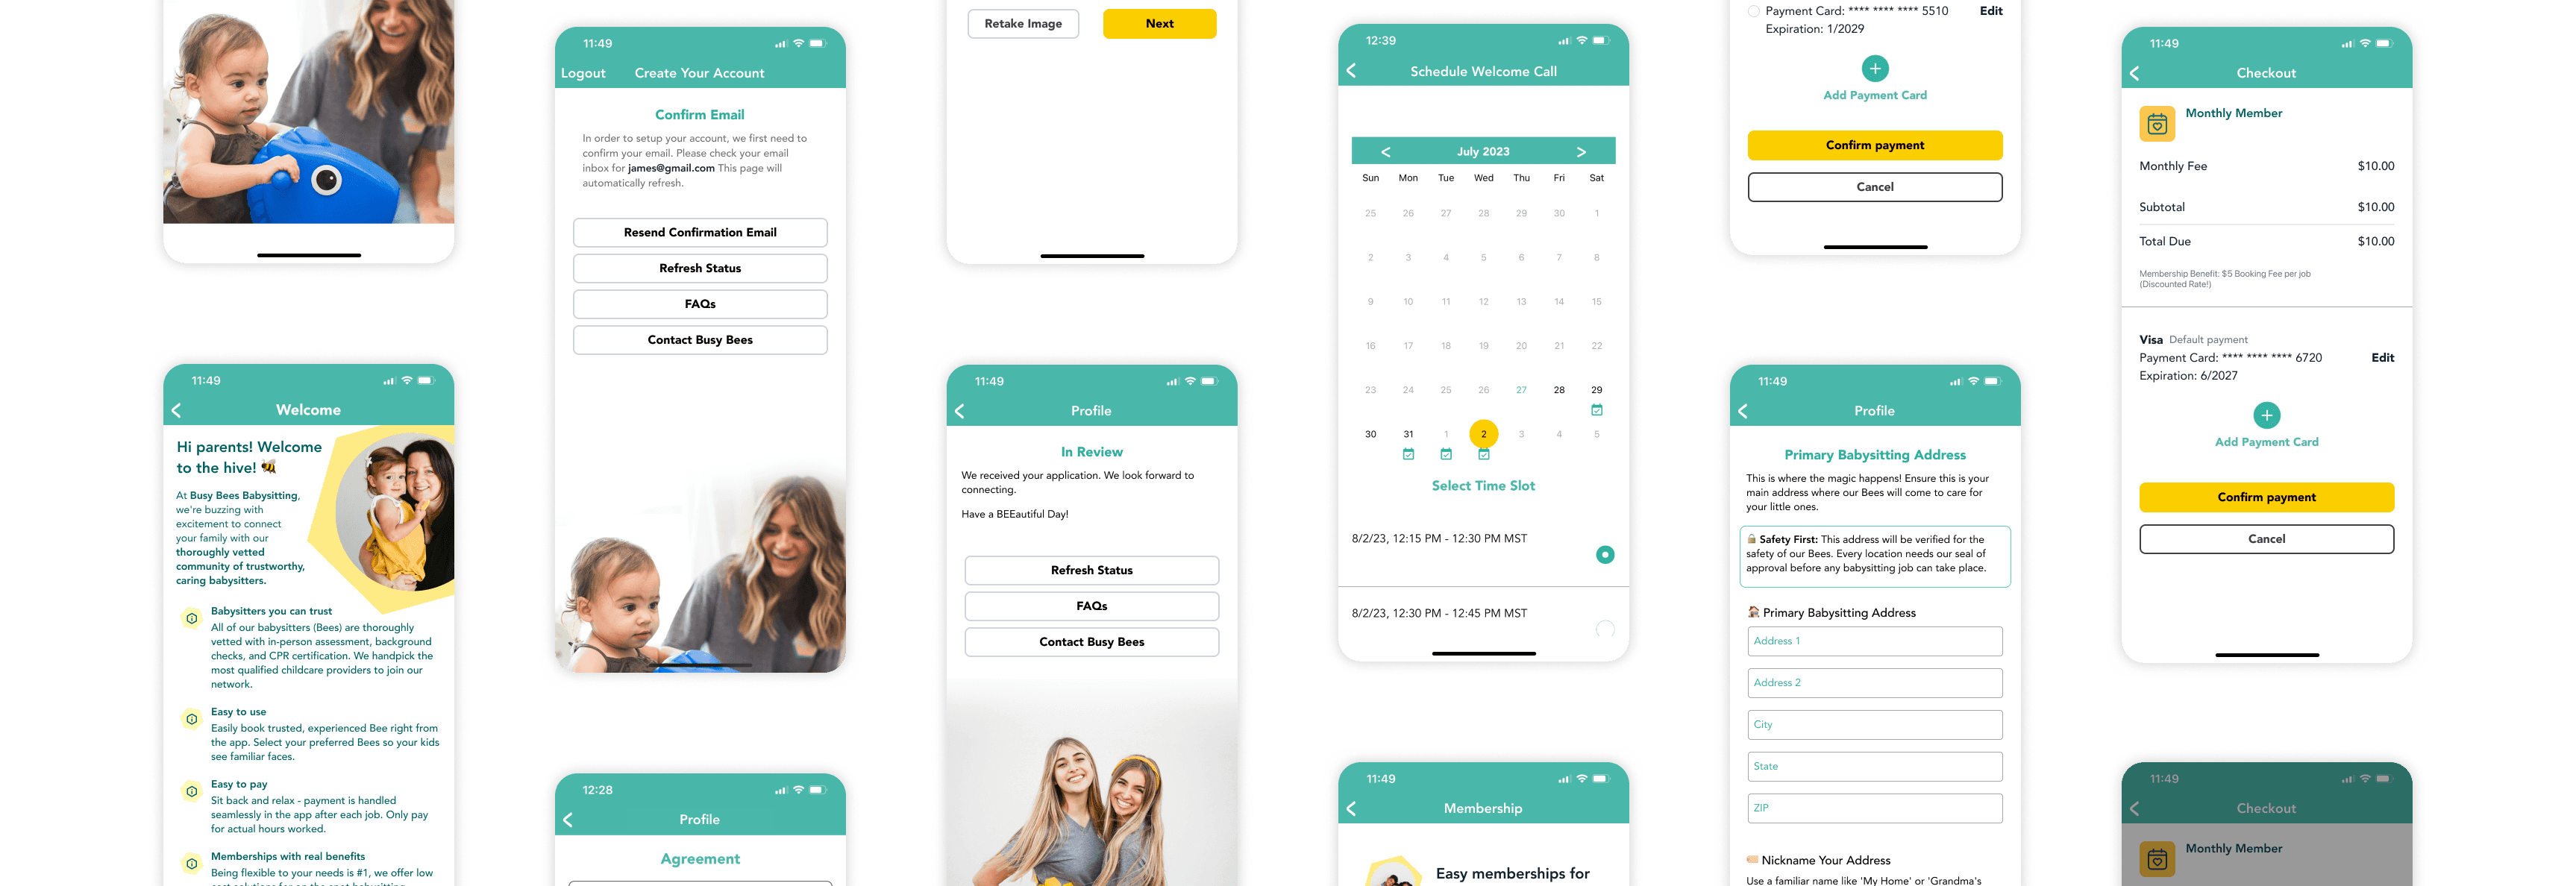 11:49
Welcome
Hi parents! Welcome
to the hive!
At Busy Bees Babysitting,
we're buzzing with
excitement to connect
your family with our
thoroughly vetted
community of trustworthy,
caring babysitters.
Babysitters you can trust
All of our babysitters (Bees) are thoroughly
vetted with in-person assessment, background
checks, and CPR certification. We handpick the
most qualified childcare providers to join our
network.
Easy to use
Easily book trusted, experienced Bee right from
the app. Select your preferred Bees so your kids
see familiar faces.
Easy to pay
Sit back and relax - payment is handled
seamlessly in the app after each job. Only pay
for actual hours worked.
Memberships with real benefits
Being flexible to your needs is #1, we offer low
11:49
Logout Create Your Account
Confirm Email
In order to setup your account, we first need to
confirm your email. Please check your email
inbox for james@gmail.com This page will
automatically refresh.
Resend Confirmation Email
Refresh Status
FAQs
Contact Busy Bees
12:28
Profile
Agreement
Retake Image Next
11:49
Profile
In Review
We received your application. We look forward to
connecting.
Have a BEEautiful Day!
Refresh Status
FAQs
Contact Busy Bees
12:39
Schedule Welcome Call
< July 2023 >
Sun Mon Tue Wed Thu Fri Sat
25 26 27 28 29 30 1
2 3 4 5 6 7 8
9 10 11 12 13 14 15
16 17 18 19 20 21 22
23 24 25 26 27 28 29
30 31 1 2 3 4 5
Select Time Slot
8/2/23, 12:15 PM - 12:30 PM MST
8/2/23, 12:30 PM - 12:45 PM MST
11:49
Membership
Easy memberships for
Payment Card: **** **** **** 5510 Edit
Expiration: 1/2029
Add Payment Card
Confirm payment
Cancel
11:49
Profile
Primary Babysitting Address
This is where the magic happens! Ensure this is your
main address where our Bees will come to care for
your little ones.
Safety First: This address will be verified for the
safety of our Bees. Every location needs our seal of
approval before any babysitting job can take place.
Primary Babysitting Address
Address 1
Address 2
City
State
ZIP
Nickname Your Address
Use a familiar name like 'My Home' or 'Grandma's
11:49
Checkout
Monthly Member
Monthly Fee $10.00
Subtotal $10.00
Total Due $10.00
Membership Benefit: $5 Booking Fee per job
(Discounted Rate!)
Visa Default payment
Payment Card: **** **** **** 6720 Edit
Expiration: 6/2027
Add Payment Card
Confirm payment
Cancel
11:49
Checkout
Monthly Member